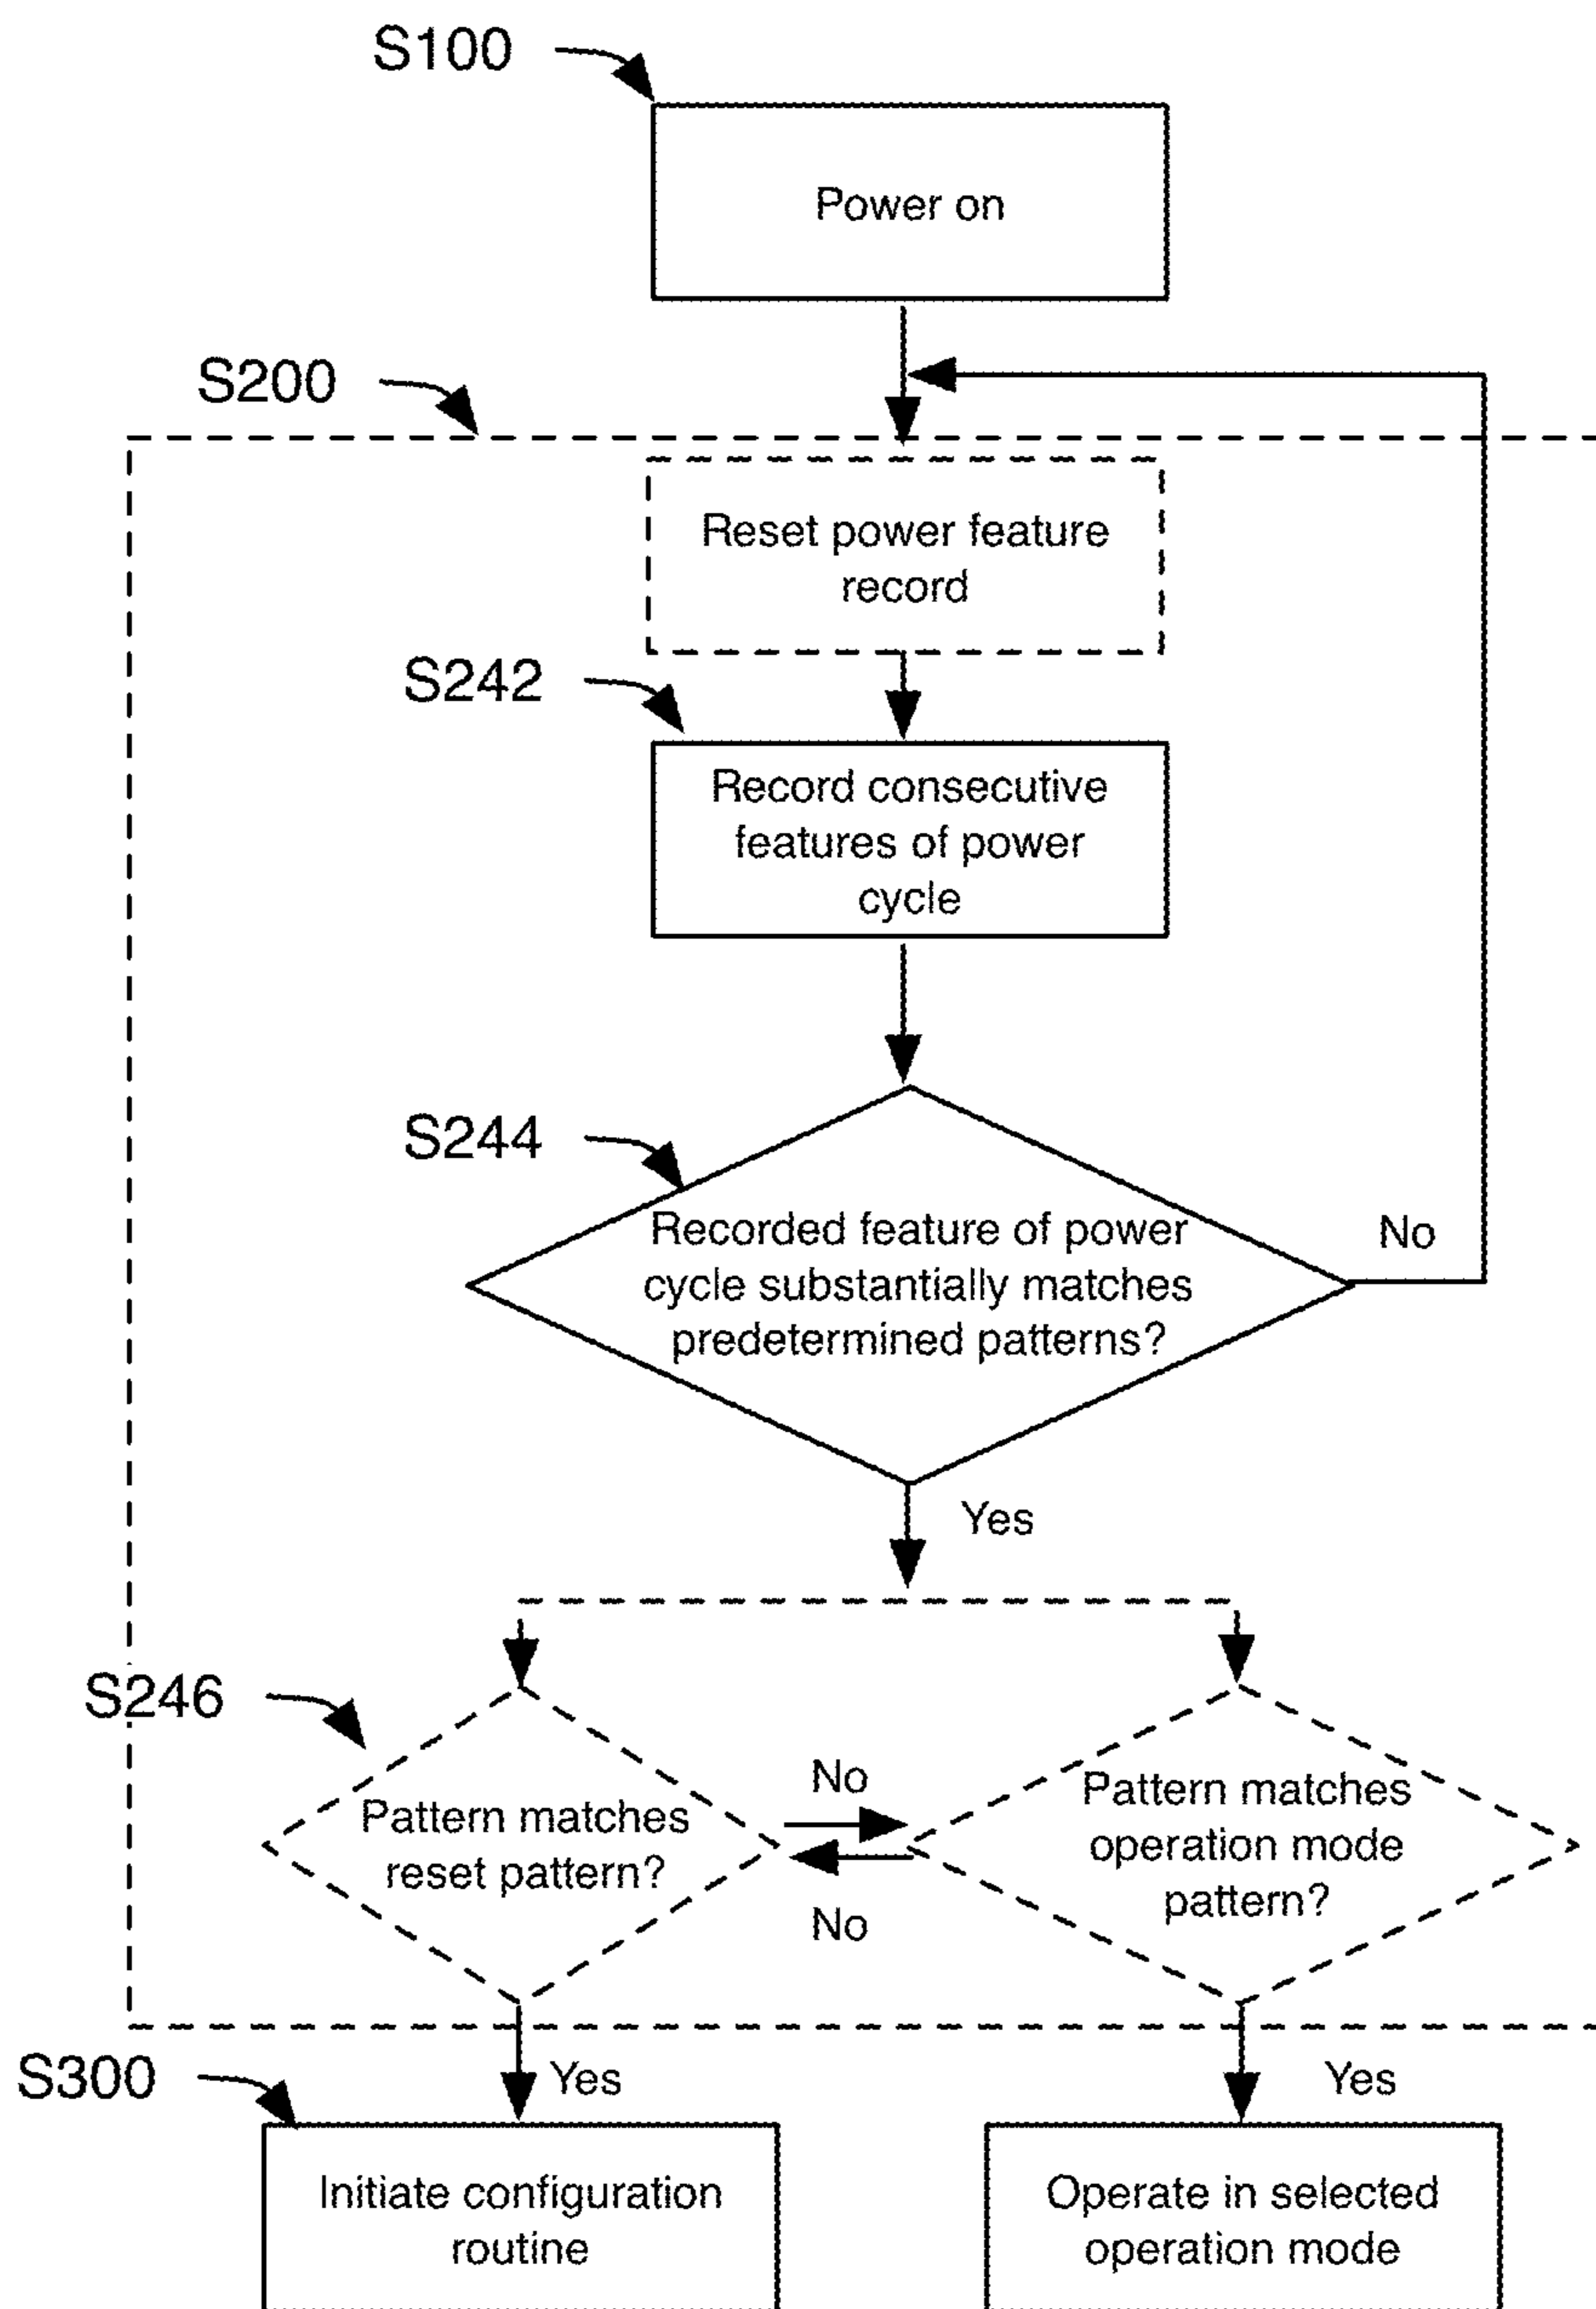 S100
Power on
S200
Reset power feature
record
S242
Record consecutive
features of power
cycle
S244
Recorded feature of power
cycle substantially matches
predetermined patterns?
No
Yes
S246
Pattern matches
reset pattern?
No
No
Pattern matches
operation mode
pattern?
S300
Yes
Yes
Initiate configuration
routine
Operate in selected
operation mode